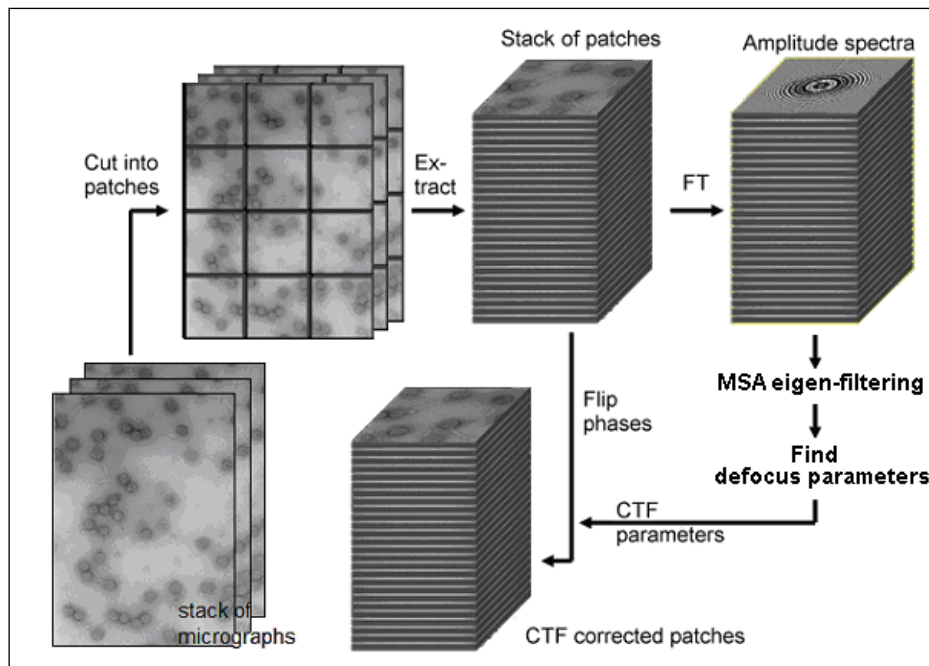 Stack of patches
Amplitude spectra
Cut into
patches
Ex-
tract
FT
MSA eigen-filtering
Flip
phases
Find
defocus parameters
CTF
parameters
stack of
micrographs
CTF corrected patches